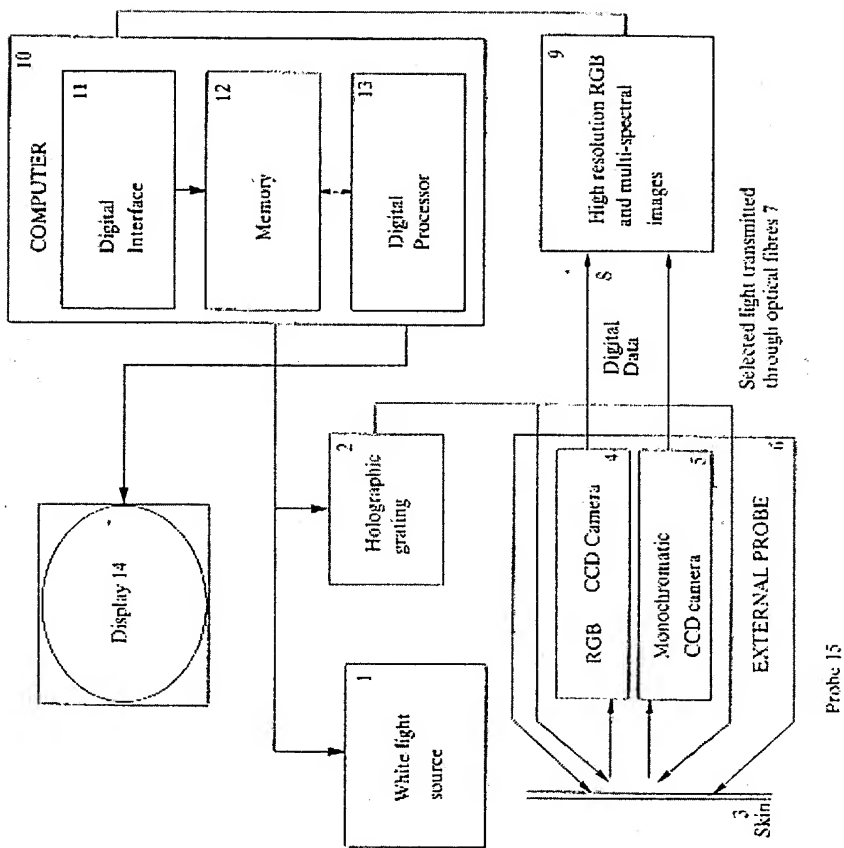 COMPUTER
10
11
Digital
Interface
12
Memory
13
Digital
Processor
9
High resolution RGB
and multi-spectral
images
Display 14
2
Holographic
grating
1
White light
source
Digital
Data
8
Selected light transmitted
through optical fibres 7
RGB CCD Camera
4
Monochromatic
CCD camera
5
EXTERNAL PROBE
6
3
Skin
Probe 15